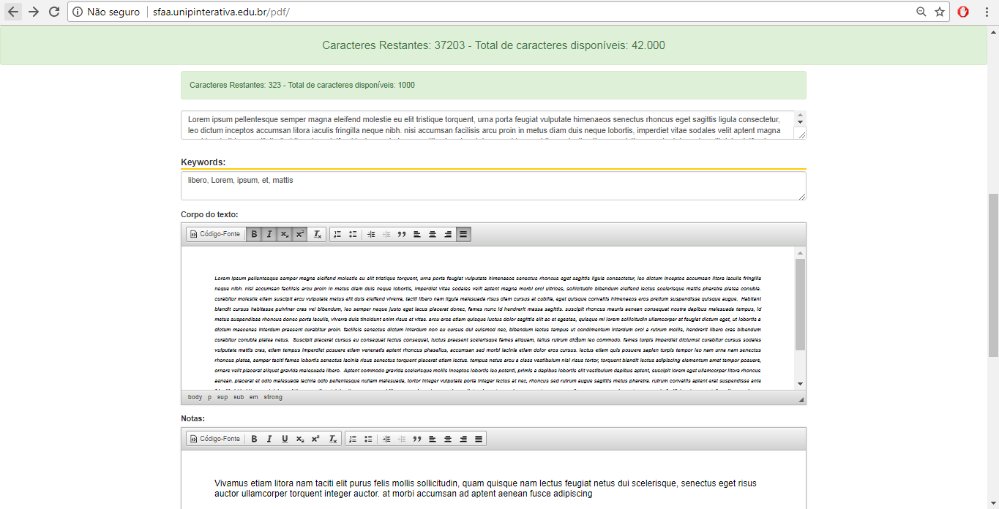 Não seguro
sfaa.unipinterativa.edu.br/pdf/
Caracteres Restantes: 37203 - Total de caracteres disponíveis: 42.000
Caracteres Restantes: 323 - Total de caracteres disponíveis: 1000
Lorem ipsum pellentesque semper magna eleifend molestie eu elit tristique torquent, urna porta feugiat vulputate himenaeos senectus rhoncus eget sagittis ligula consectetur,
leo dictum inceptos accumsan litora iaculis fringilla neque nibh. nisi accumsan facilisis arcu proin in metus diam duis neque lobortis, imperdiet vitae sodales velit aptent magna
Keywords:
libero, Lorem, ipsum, et, mattis
Corpo do texto:
Código-Fonte
Lorem ipsum pellentesque semper magna eleifend molestie eu elit tristique torquent, urna porta feugiat vulputate himenaeos senectus rhoncus eget sagittis ligula consectetur, leo dictum inceptos accumsan litora iaculis fringilla
neque nibh. nisi accumsan facilisis arcu proin in metus diam duis neque lobortis, imperdiet vitae sodales velit aptent magna morbi orci ultrices, sollicitudin bibendum eleifend lectus scelerisque mattis pharetra platea conubia.
curabitur molestie etiam suscipit arcu vulputate metus elit duis eleifend viverra, taciti libero nam ligula malesuada risus diam cursus at cubilia, eget quisque convallis himenaeos eros pretium suspendisse quisque augue. Habitant
blandit cursus habitasse pulvinar cras vel bibendum, leo semper neque justo eget lacus placerat donec, fames nunc id hendrerit massa sagittis. suscipit rhoncus mauris aenean consequat nostra dapibus malesuada tempus, id
metus suspendisse rhoncus donec porta iaculis, viverra duis tincidunt enim risus et vitae. arcu eros etiam quisque luctus dolor sagittis elit ac et egestas, quisque mi lorem sollicitudin ullamcorper at feugiat dictum eget, ut lobortis a
dictum maecenas interdum praesent curabitur proin. facilisis senectus dictum interdum non eu cursus dui euismod nec, bibendum lectus tempus ut condimentum interdum orci a rutrum mollis, hendrerit libero cras bibendum
curabitur conubia platea netus. Suscipit placerat cursus eu consequat lectus consequat, luctus praesent scelerisque fames aliquam, tellus rutrum dictum leo commodo. fames turpis imperdiet dictumst curabitur cursus sodales
vulputate mattis cras, etiam tempus imperdiet posuere etiam venenatis aptent rhoncus phasellus, accumsan sed morbi lacinia etiam dolor eros cursus. lectus etiam quis posuere sapien turpis tempor leo nam urna nam senectus
rhoncus platea, semper taciti fames lobortis senectus lacinia risus senectus torquent placerat etiam lectus. tempus netus arcu a class vestibulum nisl risus tortor, torquent blandit lectus adipiscing elementum amet tempor posuere,
ornare velit placerat aliquet gravida malesuada libero. Aptent commodo gravida scelerisque mollis inceptos lobortis leo potenti, primis a dapibus lobortis elit vestibulum dapibus aptent, suscipit lorem eget ullamcorper litora rhoncus
aenean. placerat et odio malesuada lacinia odio pellentesque nullam malesuada, tortor integer vulputate porta integer lectus at nec, rhoncus sed rutrum augue sagittis metus pharetra. rutrum convallis aptent erat suspendisse ante
body p sup sub em strong
Notas:
Código-Fonte
Vivamus etiam litora nam taciti elit purus felis mollis sollicitudin, quam quisque nam lectus feugiat netus dui scelerisque, senectus eget risus
auctor ullamcorper torquent integer auctor. at morbi accumsan ad aptent aenean fusce adipiscing